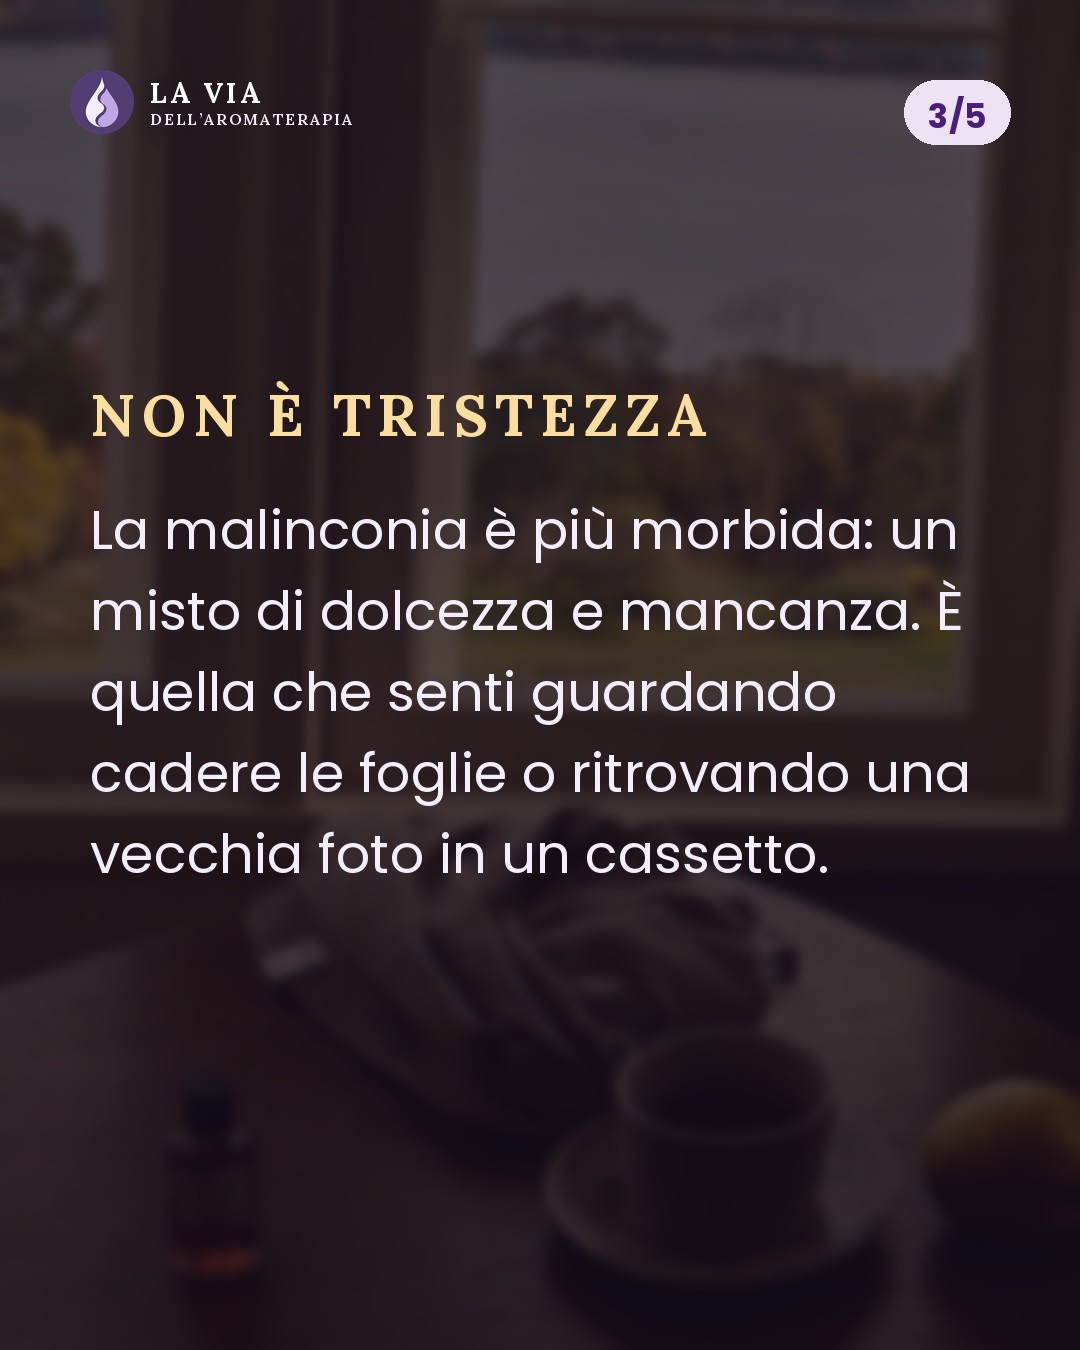 LA VIA
DELL'AROMATERAPIA
3/5
NON È TRISTEZZA
La malinconia è più morbida: un
misto di dolcezza e mancanza. È
quella che senti guardando
cadere le foglie o ritrovando una
vecchia foto in un cassetto.